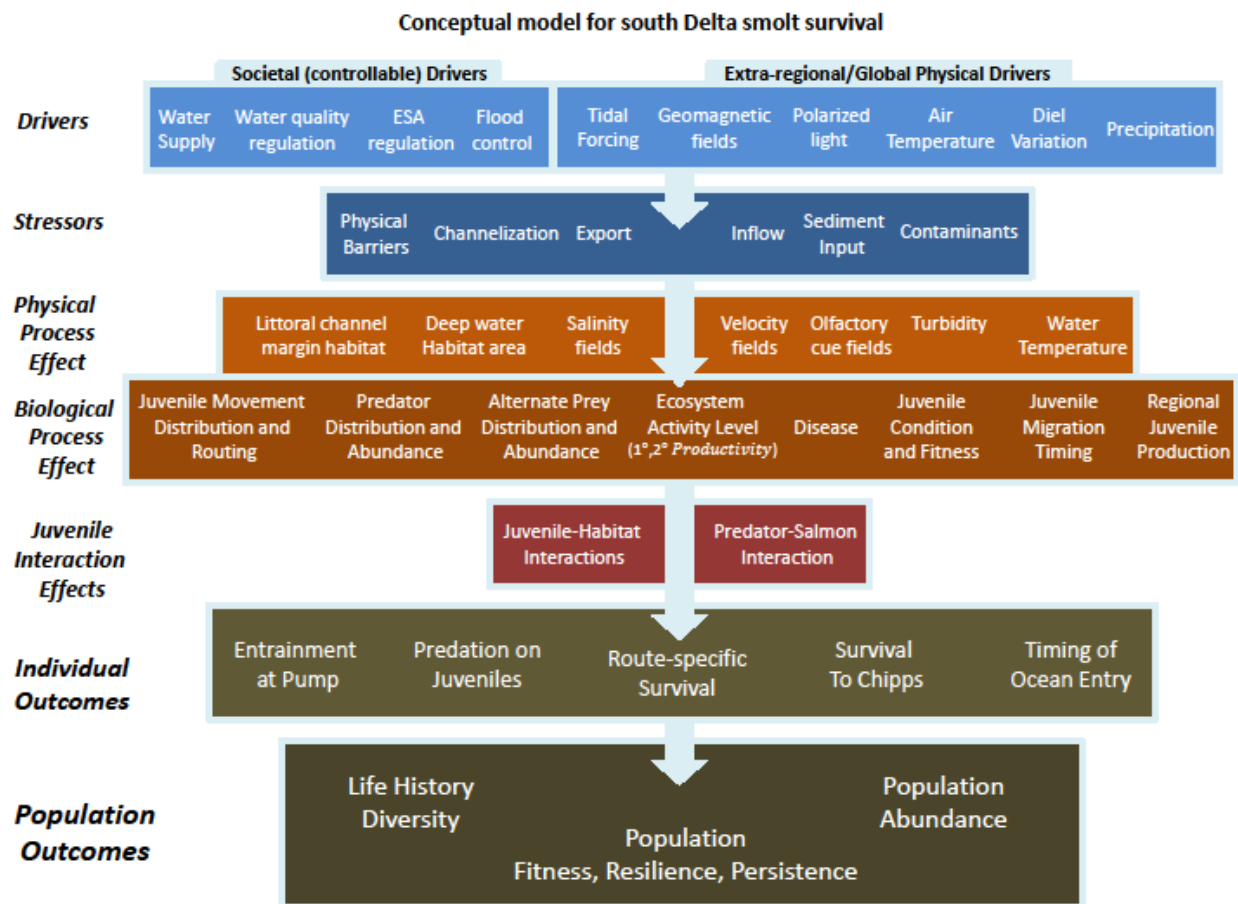 Conceptual model for south Delta smolt survival
Societal (controllable) Drivers
Extra-regional/Global Physical Drivers
Drivers
Water
Supply
Water quality
regulation
ESA
regulation
Flood
control
Tidal
Forcing
Geomagnetic
fields
Polarized
light
Air
Temperature
Diel
Variation
Precipitation
Stressors
Physical
Barriers
Channelization
Export
Inflow
Sediment
Input
Contaminants
Physical
Process
Effect
Littoral channel
margin habitat
Deep water
Habitat area
Salinity
fields
Velocity
fields
Olfactory
cue fields
Turbidity
Water
Temperature
Biological
Process
Effect
Juvenile Movement
Distribution and
Routing
Predator
Distribution and
Abundance
Alternate Prey
Distribution and
Abundance
Ecosystem
Activity Level
(1°,2° Productivity)
Disease
Juvenile
Condition
and Fitness
Juvenile
Migration
Timing
Regional
Juvenile
Production
Juvenile
Interaction
Effects
Juvenile-Habitat
Interactions
Predator-Salmon
Interaction
Individual
Outcomes
Entrainment
at Pump
Predation on
Juveniles
Route-specific
Survival
Survival
To Chipps
Timing of
Ocean Entry
Population
Outcomes
Life History
Diversity
Population
Fitness, Resilience, Persistence
Population
Abundance